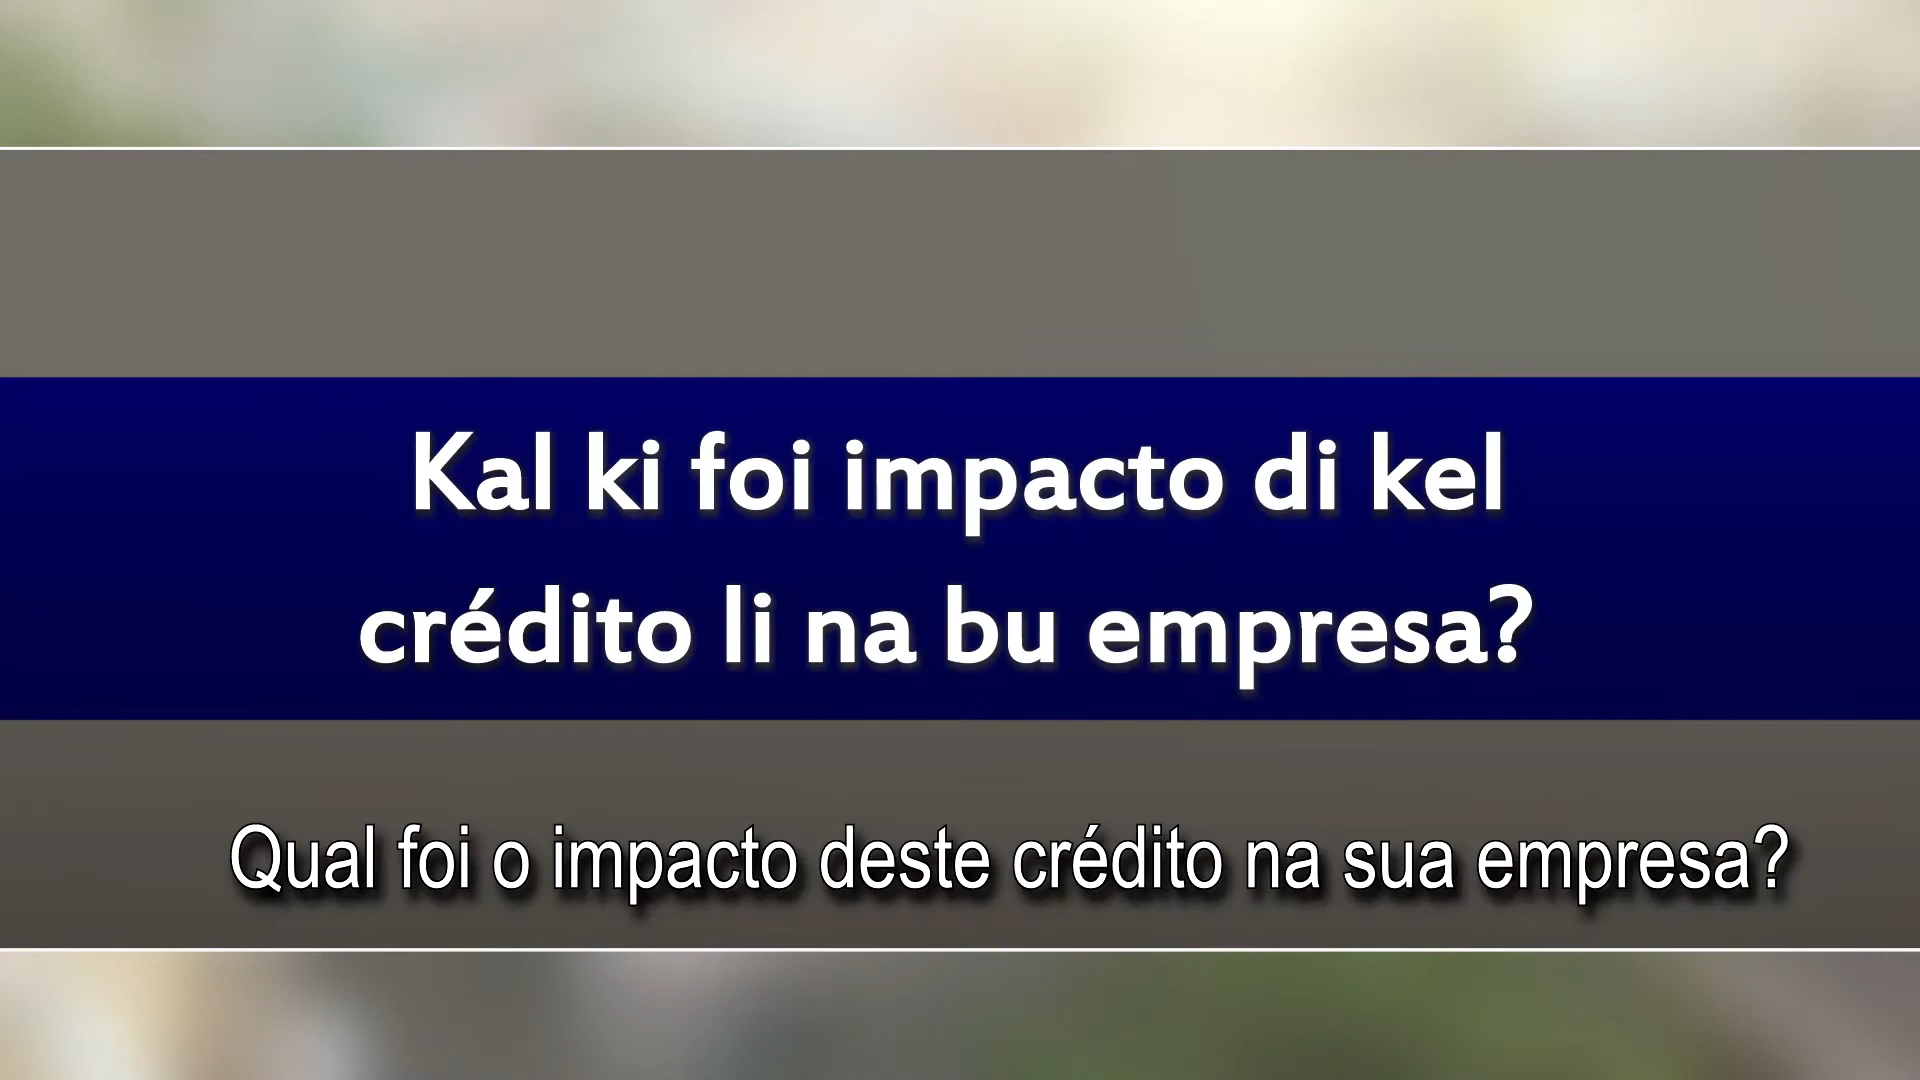 Kal ki foi impacto di kel
crédito li na bu empresa?
Qual foi o impacto deste crédito na sua empresa?